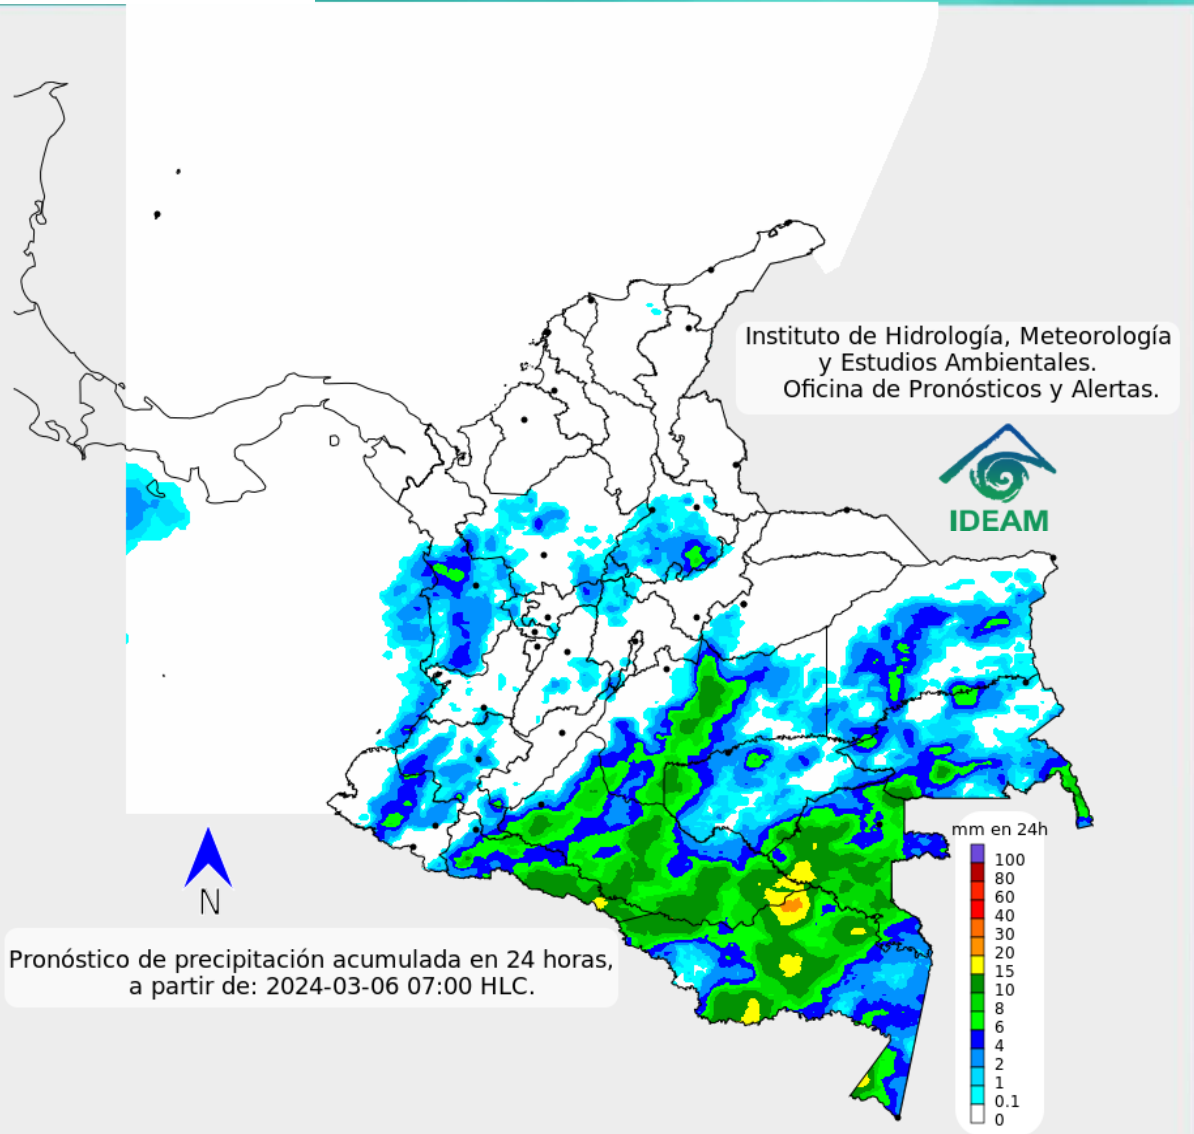 Instituto de Hidrología, Meteorología
y Estudios Ambientales.
Oficina de Pronósticos y Alertas.
IDEAM
mm en 24h
100
80
60
40
30
20
15
10
8
6
4
2
1
0.1
0
N
Pronóstico de precipitación acumulada en 24 horas,
a partir de: 2024-03-06 07:00 HLC.